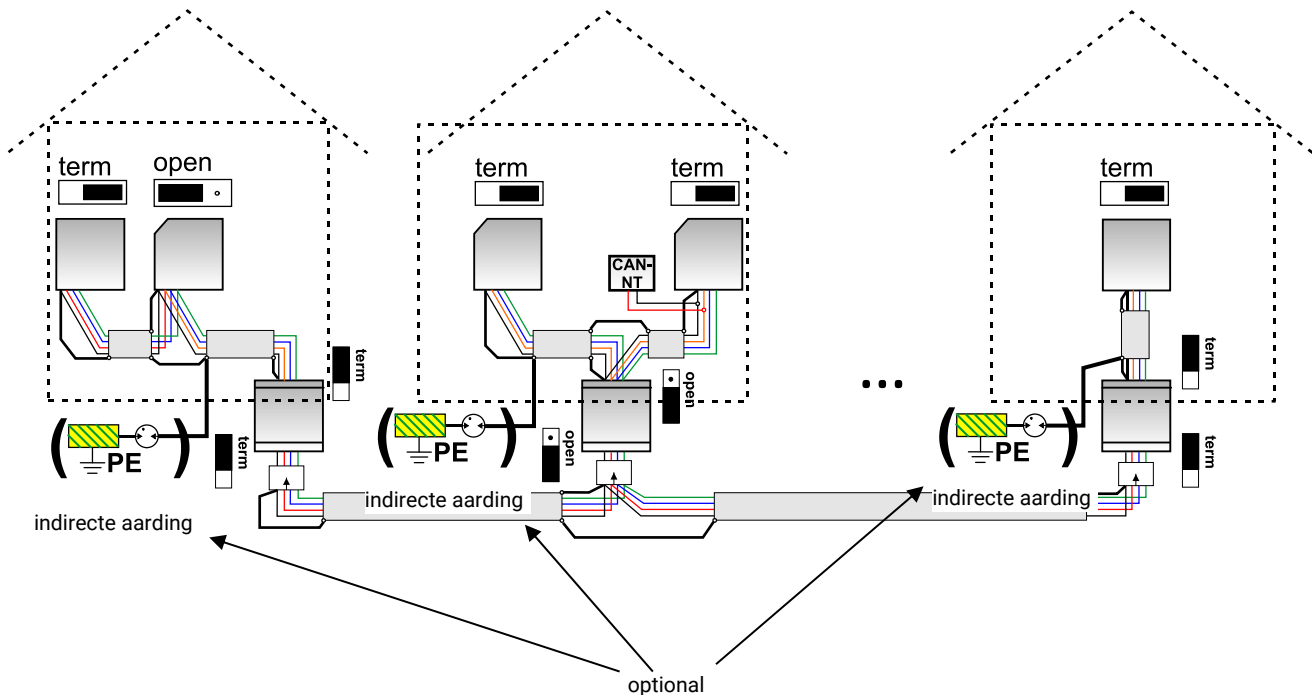 term
open
term
term
term
CAN-
NT
term
open
term
...
( PE )
term
( PE )
open
( PE )
term
indirecte aarding
indirecte aarding
indirecte aarding
optional